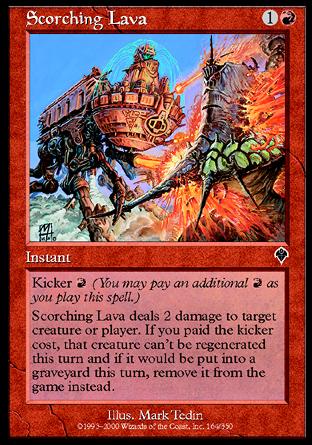 Scorching Lava 1
Instant
Kicker (You may pay an additional as
you play this spell.)
Scorching Lava deals 2 damage to target
creature or player. If you paid the kicker
cost, that creature can't be regenerated
this turn and if it would be put into a
graveyard this turn, remove it from the
game instead.
Illus. Mark Tedin
©1993-2000 Wizards of the Coast, Inc. 164/350